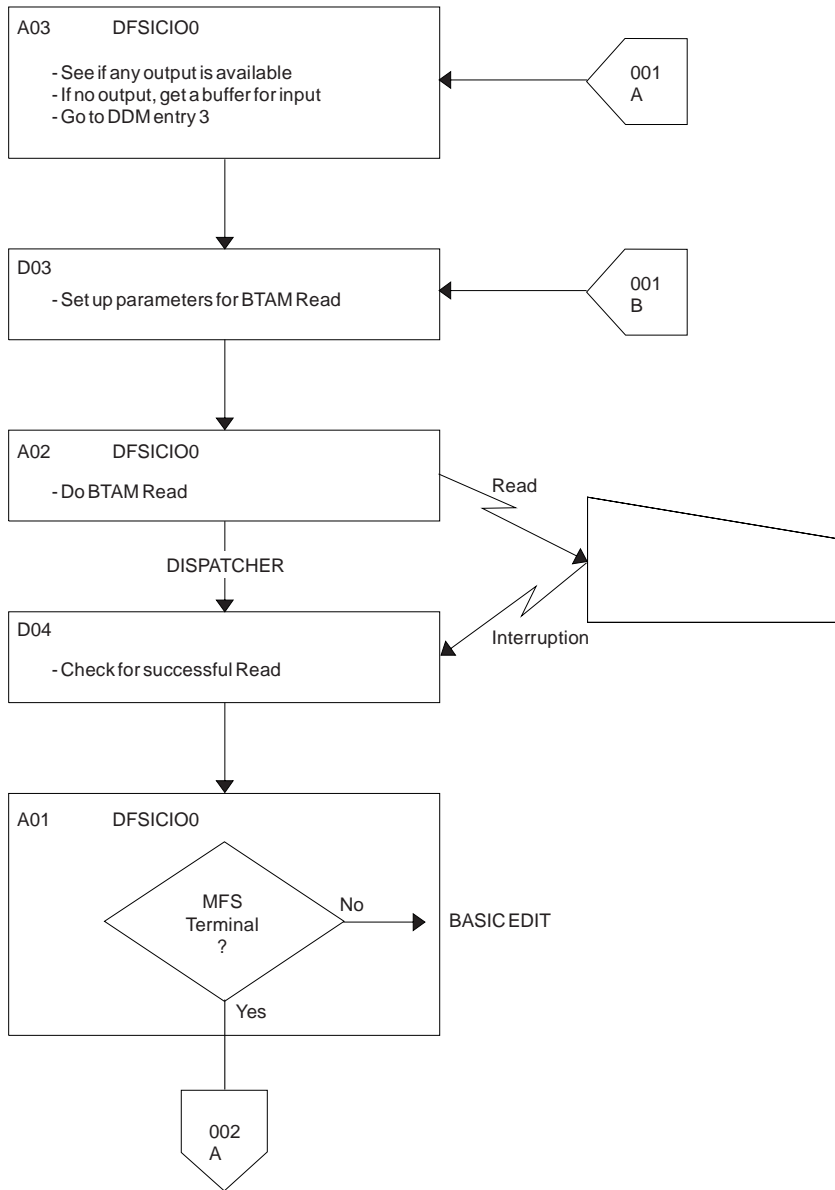 A03 DFSICIO0
- See if any output is available
- If no output, get a buffer for input
- Go to DDM entry 3
001
A
D03
- Set up parameters for BTAM Read
001
B
A02 DFSICIO0
- Do BTAM Read
Read
DISPATCHER
D04
- Check for successful Read
Interruption
A01 DFSICIO0
MFS
Terminal
?
No
BASIC EDIT
Yes
002
A